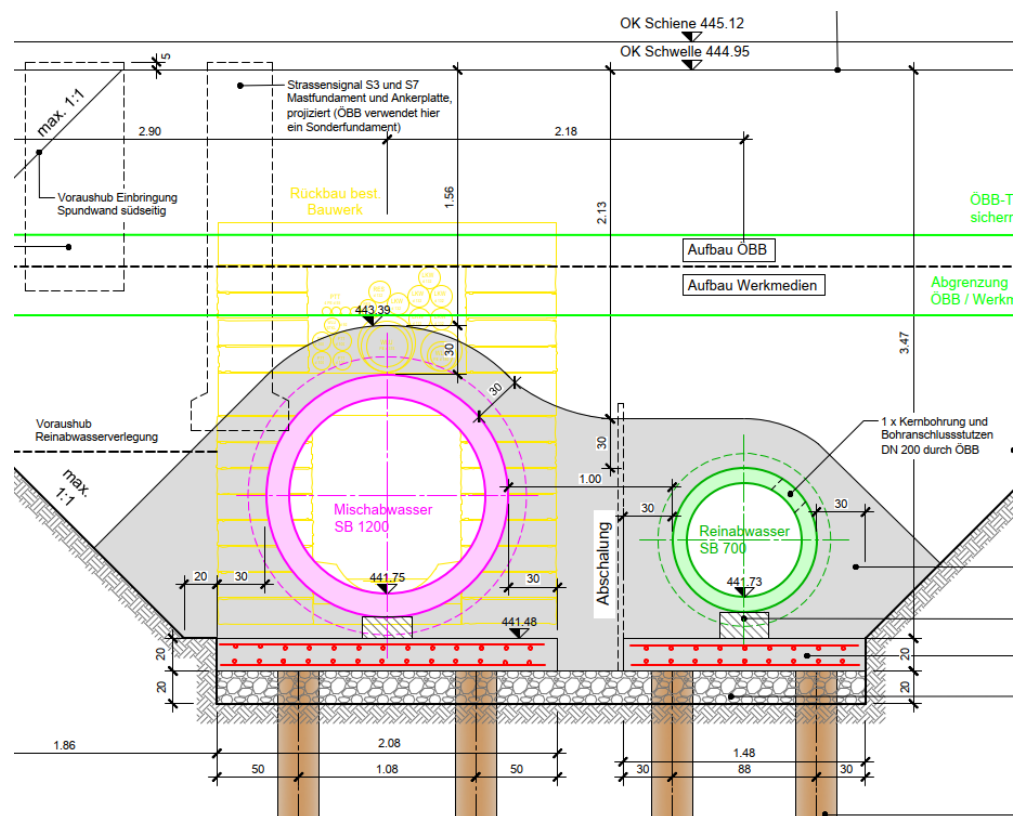 OK Schiene 445.12
OK Schwelle 444.95
5
max. 1:1
Strassensignal S3 und S7
Mastfundament und Ankerplatte,
projiziert (ÖBB verwendet hier
ein Sonderfundament)
2.90
2.18
Voraushub Einbringung
Spundwand südseitig
Rückbau best.
Bauwerk
1.56
2.13
ÖBB-T
sichern
Aufbau ÖBB
Aufbau Werkmedien
Abgrenzung
ÖBB / Werkm
443.39
3.47
30
30
Voraushub
Reinabwasserverlegung
1 x Kernbohrung und
Bohranschlussstutzen
DN 200 durch ÖBB
30
max.
1:1
1.00
Mischabwasser
SB 1200
30
30
Reinabwasser
SB 700
20
30
441.75
30
Abschalung
441.73
441.48
20
20
20
20
1.86
2.08
1.48
50
1.08
50
30
88
30